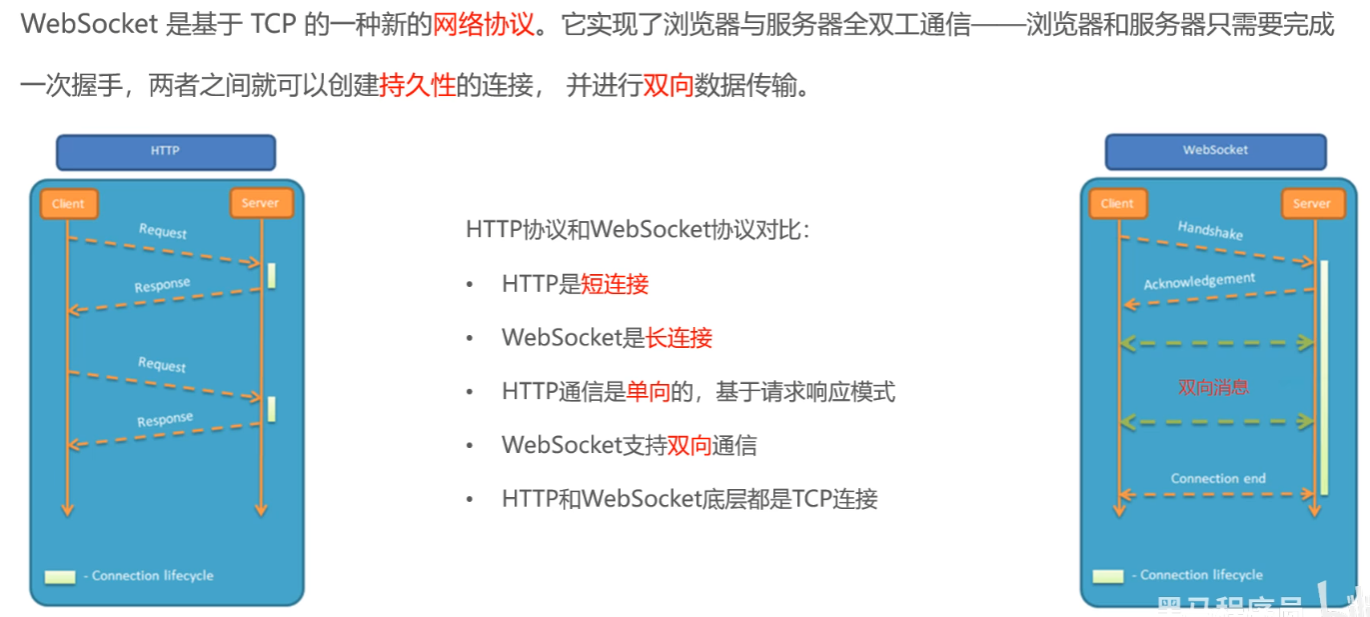 WebSocket 是基于 TCP 的一种新的网络协议。它实现了浏览器与服务器全双工通信——浏览器和服务器只需要完成
一次握手，两者之间就可以创建持久性的连接， 并进行双向数据传输。
HTTP
Client
Server
Request
Response
Request
Response
- Connection lifecycle
HTTP协议和WebSocket协议对比：
• HTTP是短连接
• WebSocket是长连接
• HTTP通信是单向的，基于请求响应模式
• WebSocket支持双向通信
• HTTP和WebSocket底层都是TCP连接
WebSocket
Client
Server
Handshake
Acknowledgement
双向消息
Connection end
- Connection lifecycle
黑马程序员